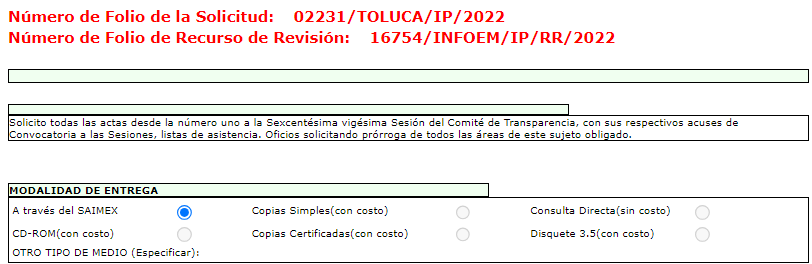 Número de Folio de la Solicitud: 02231/TOLUCA/IP/2022
Número de Folio de Recurso de Revisión: 16754/INFOEM/IP/RR/2022
Solicito todas las actas desde la número uno a la Sexcentésima vigésima Sesión del Comité de Transparencia, con sus respectivos acuses de
Convocatoria a las Sesiones, listas de asistencia. Oficios solicitando prórroga de todos las áreas de este sujeto obligado.
MODALIDAD DE ENTREGA
A través del SAIMEX Copias Simples(con costo) Consulta Directa(sin costo)
CD-ROM(con costo) Copias Certificadas(con costo) Disquete 3.5(con costo)
OTRO TIPO DE MEDIO (Especificar):